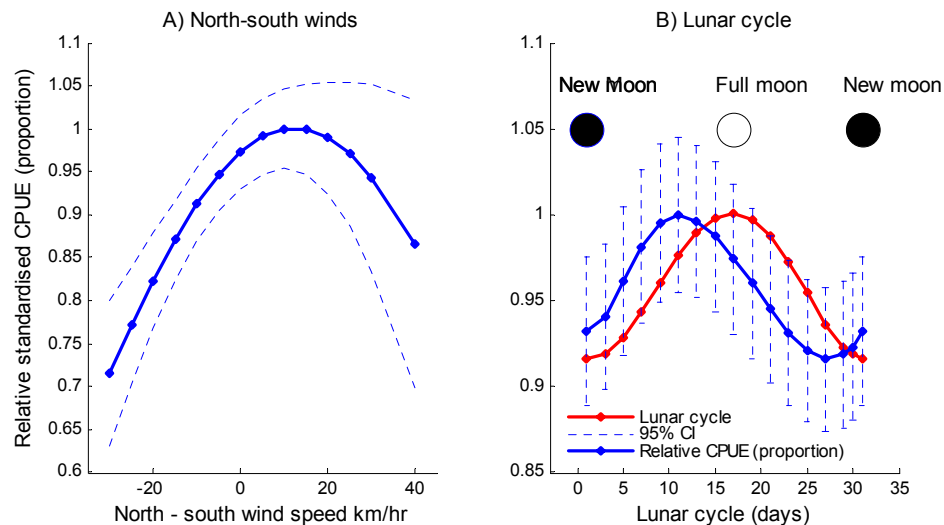 A) North-south winds
1.1
1.05
1
0.95
0.9
0.85
0.8
0.75
0.7
0.65
0.6
Relative standardised CPUE (proportion)
-20
0
20
40
North - south wind speed km/hr
B) Lunar cycle
New Moon
Full moon
New moon
1.1
1.05
1
0.95
0.9
0.85
Lunar cycle
95% CI
Relative CPUE (proportion)
0
5
10
15
20
25
30
35
Lunar cycle (days)